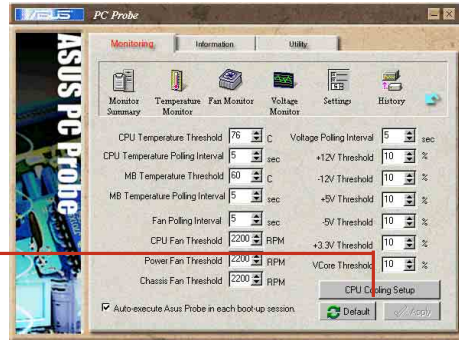 ASUS PC Probe
ASUS PC Probe
Monitoring Information Utility
Monitor Summary
Temperature Monitor
Fan Monitor
Voltage Monitor
Settings
History
CPU Temperature Threshold 76 C
CPU Temperature Polling Interval 5 sec
MB Temperature Threshold 60 C
MB Temperature Polling Interval 5 sec
Fan Polling Interval 5 sec
CPU Fan Threshold 2200 RPM
Power Fan Threshold 2200 RPM
Chassis Fan Threshold 2200 RPM
Voltage Polling Interval 5 sec
+12V Threshold 10 %
-12V Threshold 10 %
+5V Threshold 10 %
-5V Threshold 10 %
+3.3V Threshold 10 %
VCore Threshold 10 %
CPU Cooling Setup
Auto-execute Asus Probe in each boot-up session.
Default
Apply